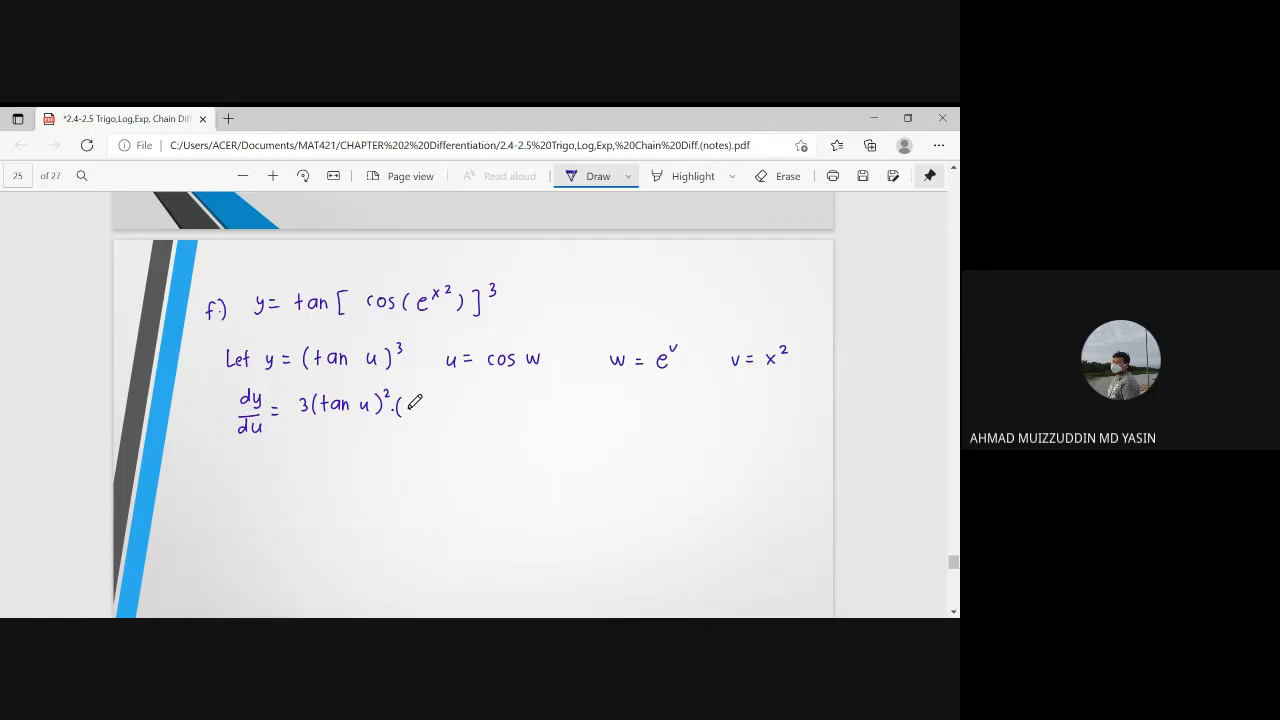 *2.4-2.5 Trigo,Log,Exp, Chain Dif
File C:/Users/ACER/Documents/MAT421/CHAPTER%202%20Differentiation/2.4-2.5%20Trigo,Log,Exp,%20Chain%20Diff.(notes).pdf
25 of 27 Page view Read aloud Draw Highlight Erase
f.) y = tan [ cos ( e^x^2 ) ]^3
Let y = (tan u)^3 u = cos w w = e^v v = x^2
dy/du = 3(tan u)^2.(
AHMAD MUIZZUDDIN MD YASIN